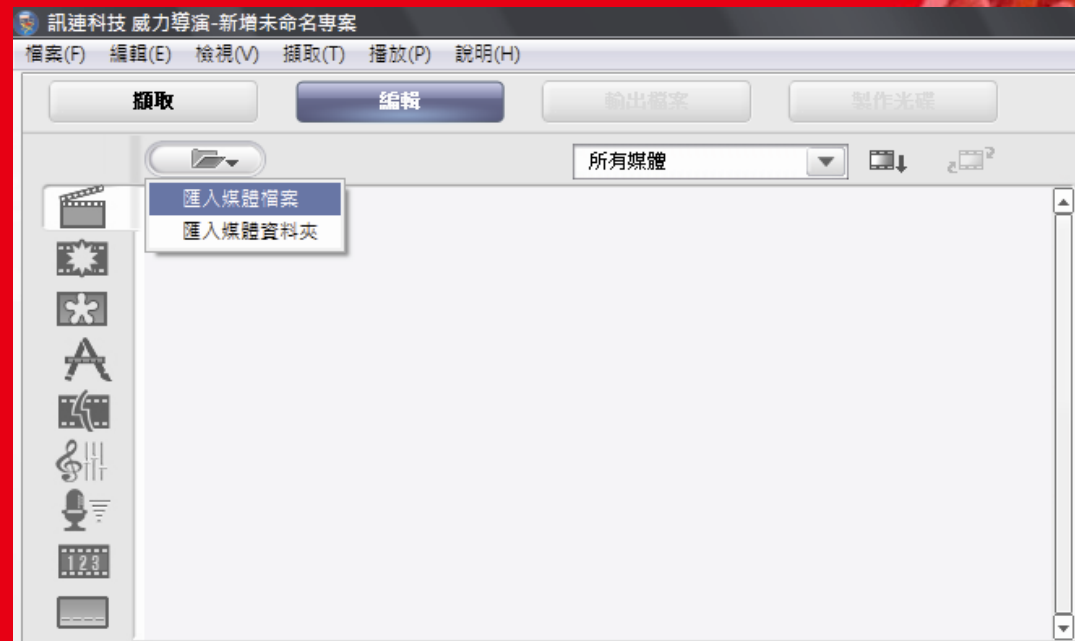 訊連科技 威力導演-新增未命名專案
檔案(F) 編輯(E) 檢視(V) 擷取(T) 播放(P) 說明(H)
擷取 編輯 輸出檔案 製作光碟
所有媒體
匯入媒體檔案
匯入媒體資料夾
123